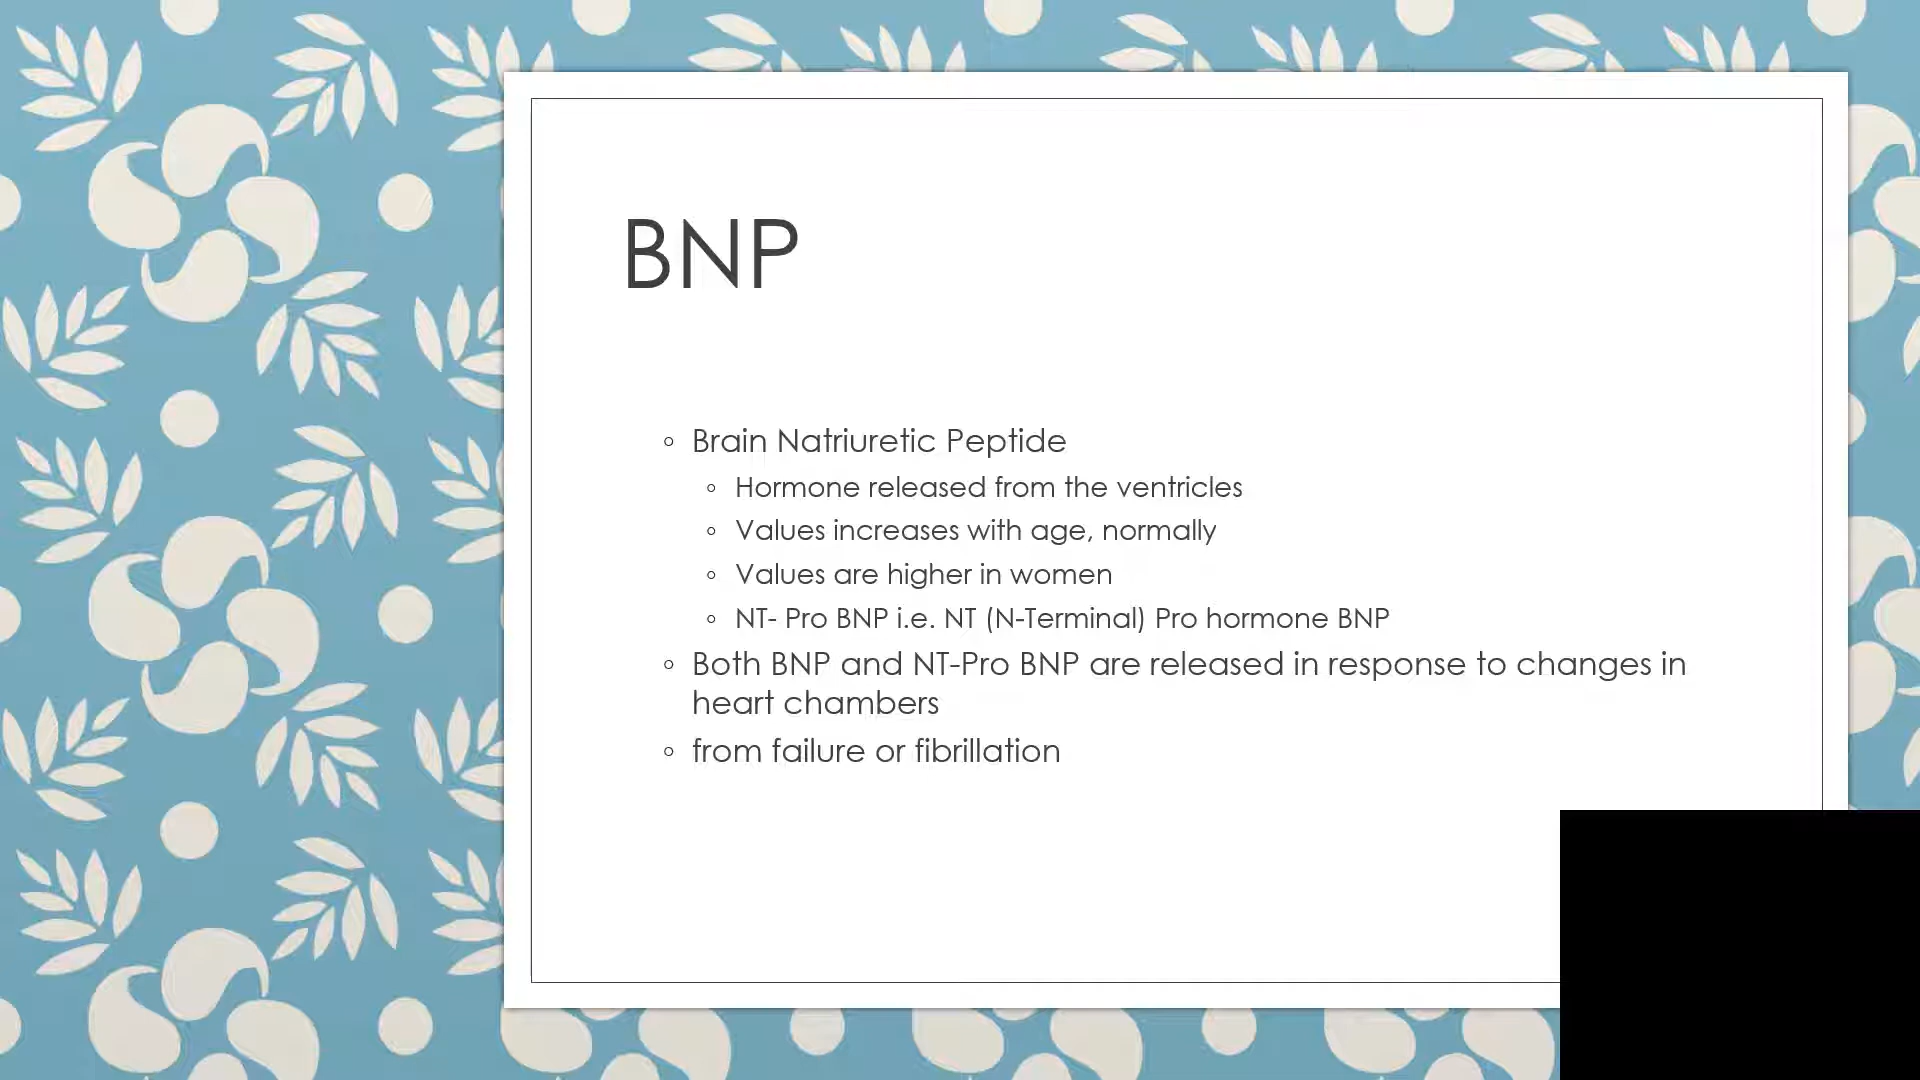 BNP
◦ Brain Natriuretic Peptide
◦ Hormone released from the ventricles
◦ Values increases with age, normally
◦ Values are higher in women
◦ NT- Pro BNP i.e. NT (N-Terminal) Pro hormone BNP
◦ Both BNP and NT-Pro BNP are released in response to changes in
heart chambers
◦ from failure or fibrillation